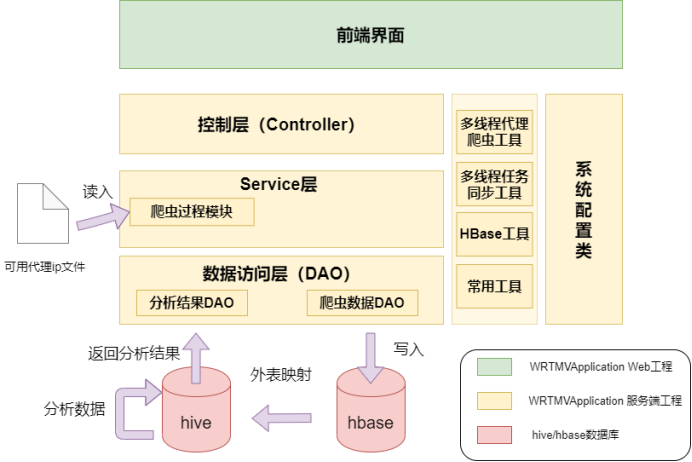 前端界面
控制层（Controller）
Service层
爬虫过程模块
读入
可用代理ip文件
数据访问层（DAO）
分析结果DAO
爬虫数据DAO
多线程代理
爬虫工具
多线程任务
同步工具
HBase工具
常用工具
系
统
配
置
类
返回分析结果
写入
外表映射
分析数据
hive
hbase
WRTMVApplication Web工程
WRTMVApplication 服务端工程
hive/hbase数据库